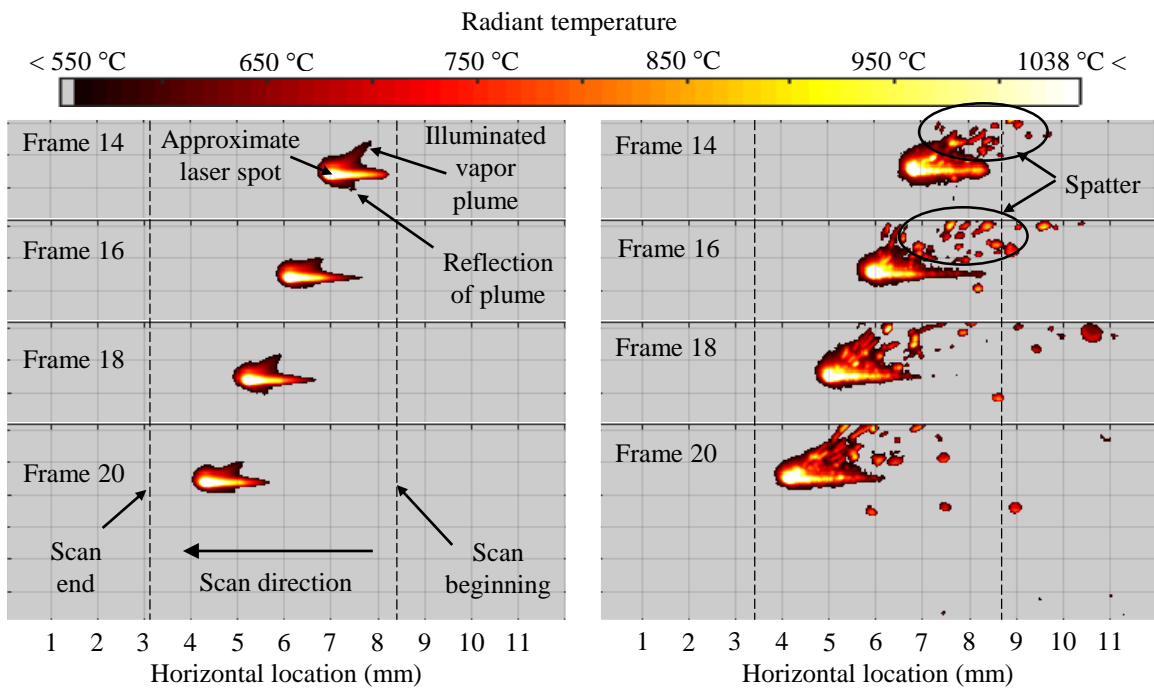 Radiant temperature
< 550 °C 650 °C 750 °C 850 °C 950 °C 1038 °C <
Frame 14
Approximate
laser spot
Illuminated
vapor
plume
Frame 16
Reflection
of plume
Frame 18
Frame 20
Scan
end
Scan direction
Scan
beginning
1 2 3 4 5 6 7 8 9 10 11
Horizontal location (mm)
Frame 14
Spatter
Frame 16
Frame 18
Frame 20
1 2 3 4 5 6 7 8 9 10 11
Horizontal location (mm)